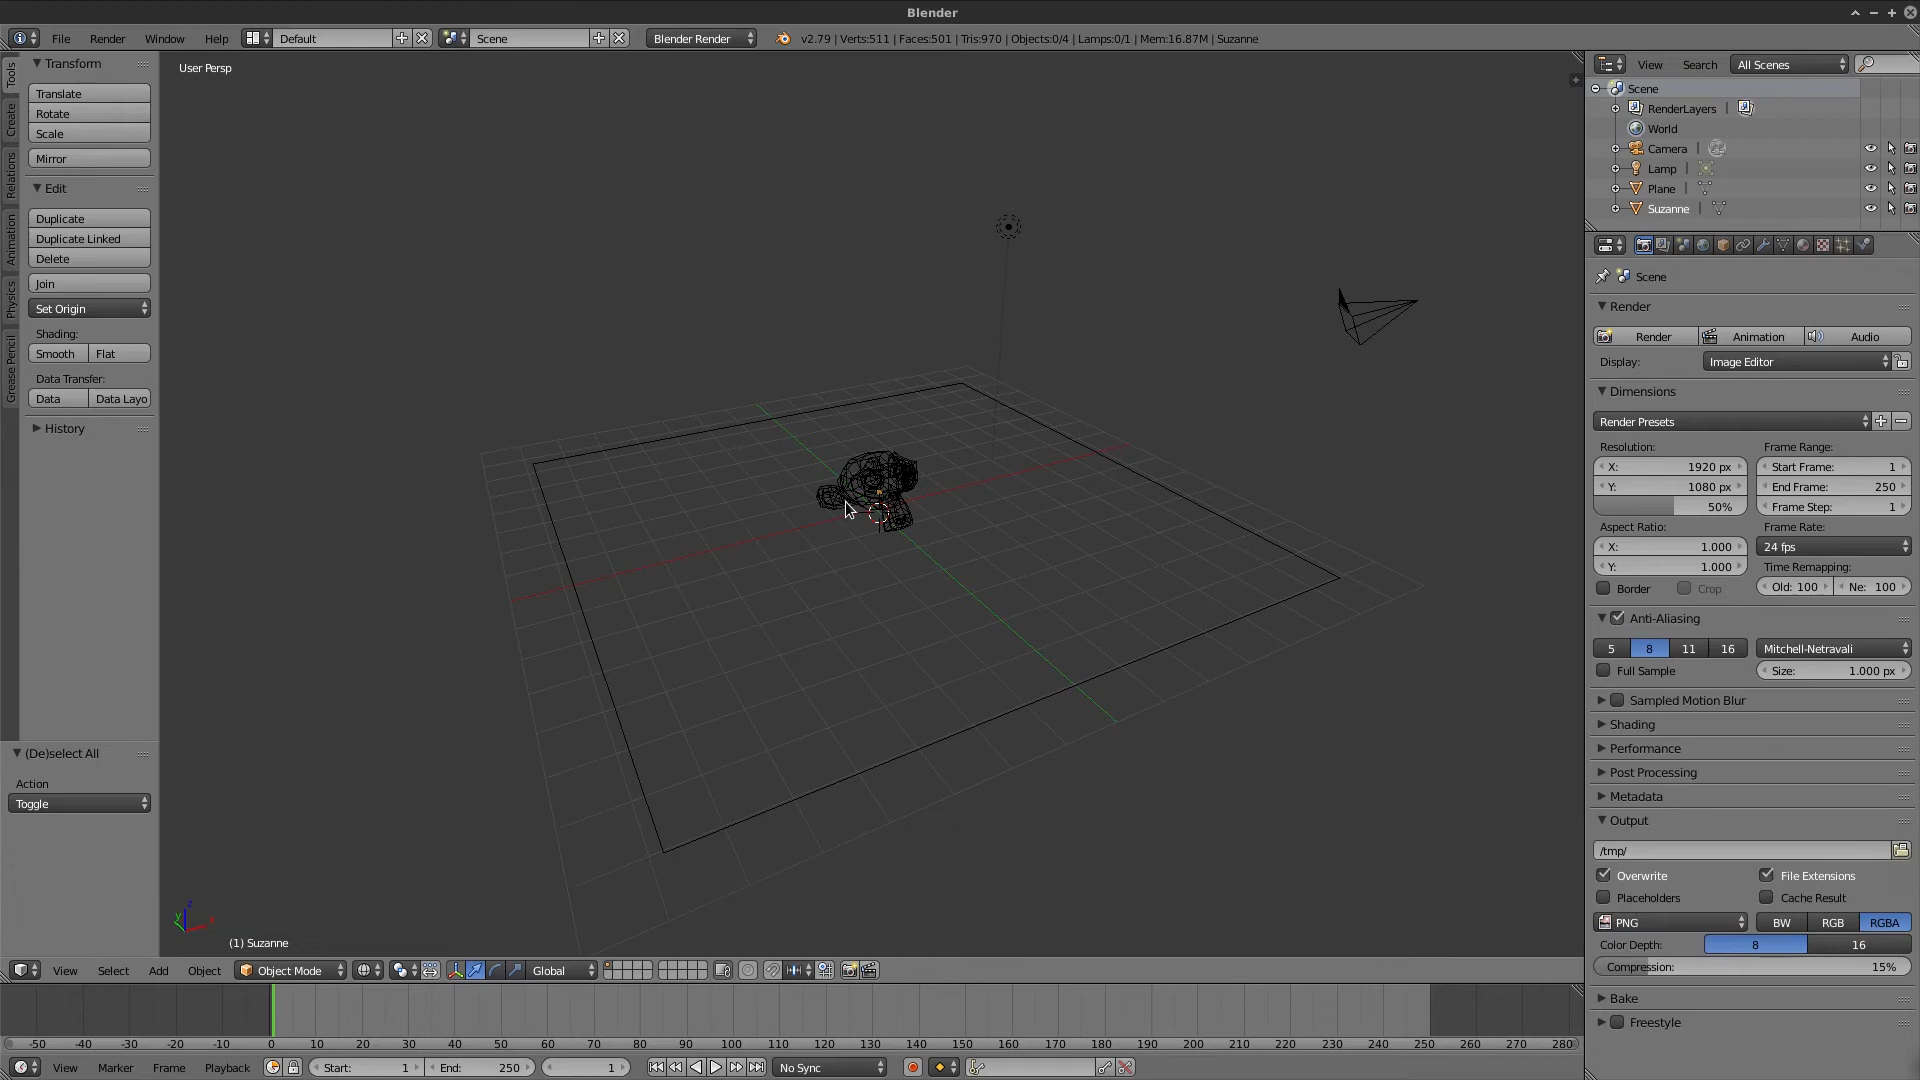 Blender
File Render Window Help Default Scene Blender Render v2.79 | Verts:511 | Faces:501 | Tris:970 | Objects:0/4 | Lamps:0/1 | Mem:16.87M | Suzanne
Tools
Create
Relations
Animation
Physics
Grease Pencil
Transform
Translate
Rotate
Scale
Mirror
Edit
Duplicate
Duplicate Linked
Delete
Join
Set Origin
Shading:
Smooth Flat
Data Transfer:
Data Data Layo
History
(De)select All
Action
Toggle
User Persp
z
y x
(1) Suzanne
View Select Add Object Object Mode Global
-50 -40 -30 -20 -10 0 10 20 30 40 50 60 70 80 90 100 110 120 130 140 150 160 170 180 190 200 210 220 230 240 250 260 270 280
View Marker Frame Playback Start: 1 End: 250 1 No Sync
View Search All Scenes
Scene
RenderLayers |
World
Camera |
Lamp |
Plane |
Suzanne |
Scene
Render
Render Animation Audio
Display: Image Editor
Dimensions
Render Presets
Resolution: Frame Range:
X: 1920 px Start Frame: 1
Y: 1080 px End Frame: 250
50% Frame Step: 1
Aspect Ratio: Frame Rate:
X: 1.000 24 fps
Y: 1.000 Time Remapping:
Border Crop Old: 100 Ne: 100
Anti-Aliasing
5 8 11 16 Mitchell-Netravali
Full Sample Size: 1.000 px
Sampled Motion Blur
Shading
Performance
Post Processing
Metadata
Output
/tmp/
Overwrite File Extensions
Placeholders Cache Result
PNG BW RGB RGBA
Color Depth: 8 16
Compression: 15%
Bake
Freestyle